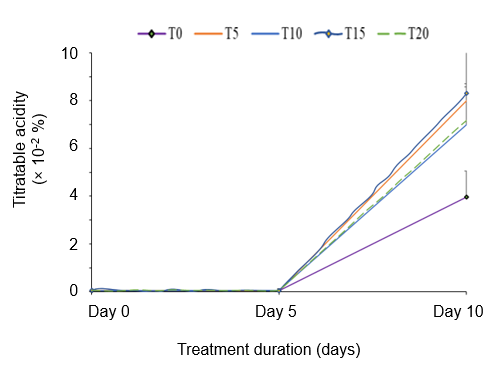 T0 T5 T10 T15 T20
10
8
6
4
2
0
Titratable acidity
(× 10-2 %)
Day 0 Day 5 Day 10
Treatment duration (days)